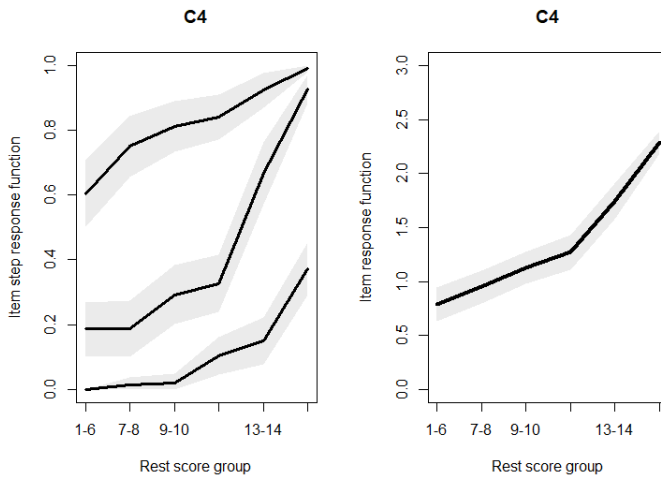 C4
Item step response function
0.0 0.2 0.4 0.6 0.8 1.0
1-6 7-8 9-10 13-14
Rest score group
C4
Item response function
0.0 0.5 1.0 1.5 2.0 2.5 3.0
1-6 7-8 9-10 13-14
Rest score group